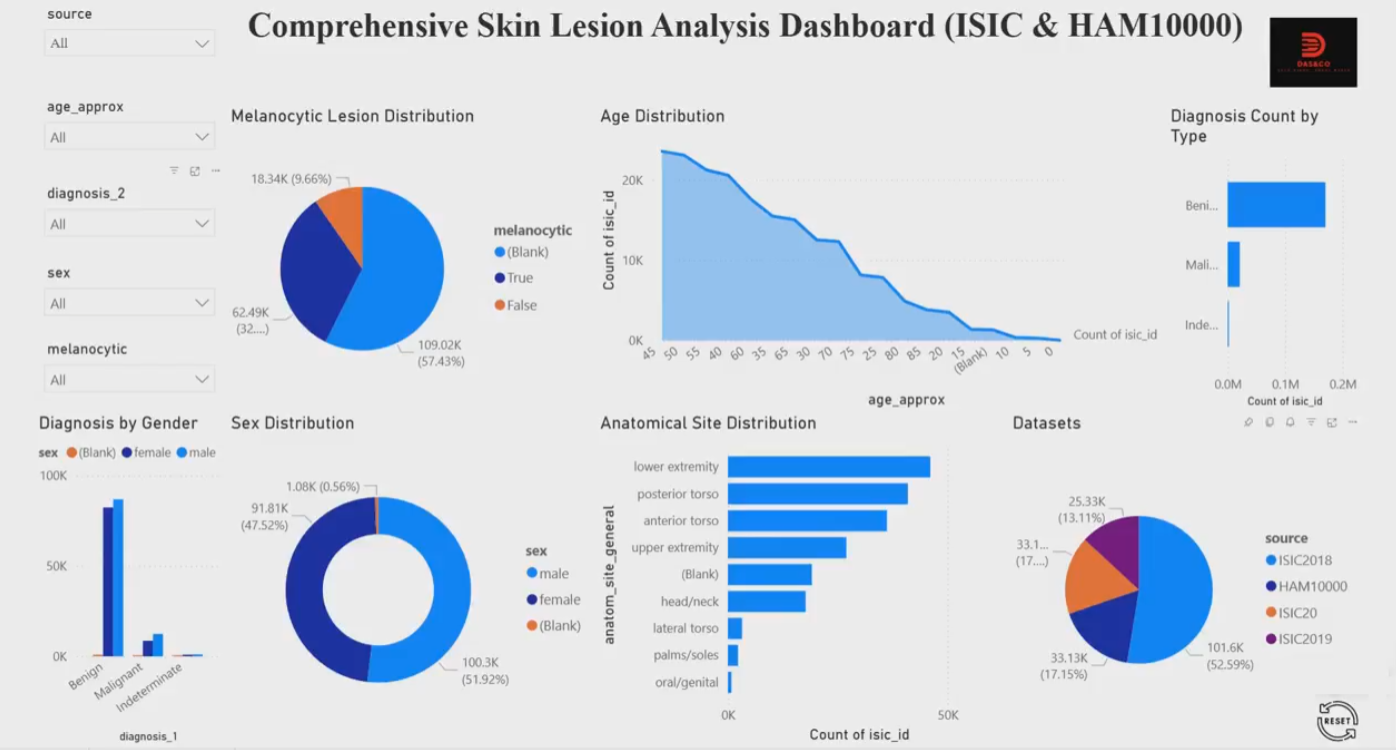 source
All
Comprehensive Skin Lesion Analysis Dashboard (ISIC & HAM10000)
DAS&CO
age_approx
All
diagnosis_2
All
sex
All
melanocytic
All
Melanocytic Lesion Distribution
18.34K (9.66%)
62.49K
(32....)
109.02K
(57.43%)
melanocytic
(Blank)
True
False
Age Distribution
Count of isic_id
20K
10K
0K
45 50 55 40 60 35 65 30 70 75 25 80 85 20 15 (Blank) 10 5 0
Count of isic_id
age_approx
Diagnosis Count by
Type
Beni...
Mali...
Inde...
0.0M 0.1M 0.2M
Count of isic_id
Diagnosis by Gender
sex (Blank) female male
100K
50K
0K
Benign
Malignant
Indeterminate
diagnosis_1
Sex Distribution
1.08K (0.56%)
91.81K
(47.52%)
100.3K
(51.92%)
sex
male
female
(Blank)
Anatomical Site Distribution
anatom_site_general
lower extremity
posterior torso
anterior torso
upper extremity
(Blank)
head/neck
lateral torso
palms/soles
oral/genital
0K 50K
Count of isic_id
Datasets
25.33K
(13.11%)
33.1...
(17....)
33.13K
(17.15%)
101.6K
(52.59%)
source
ISIC2018
HAM10000
ISIC20
ISIC2019
RESET